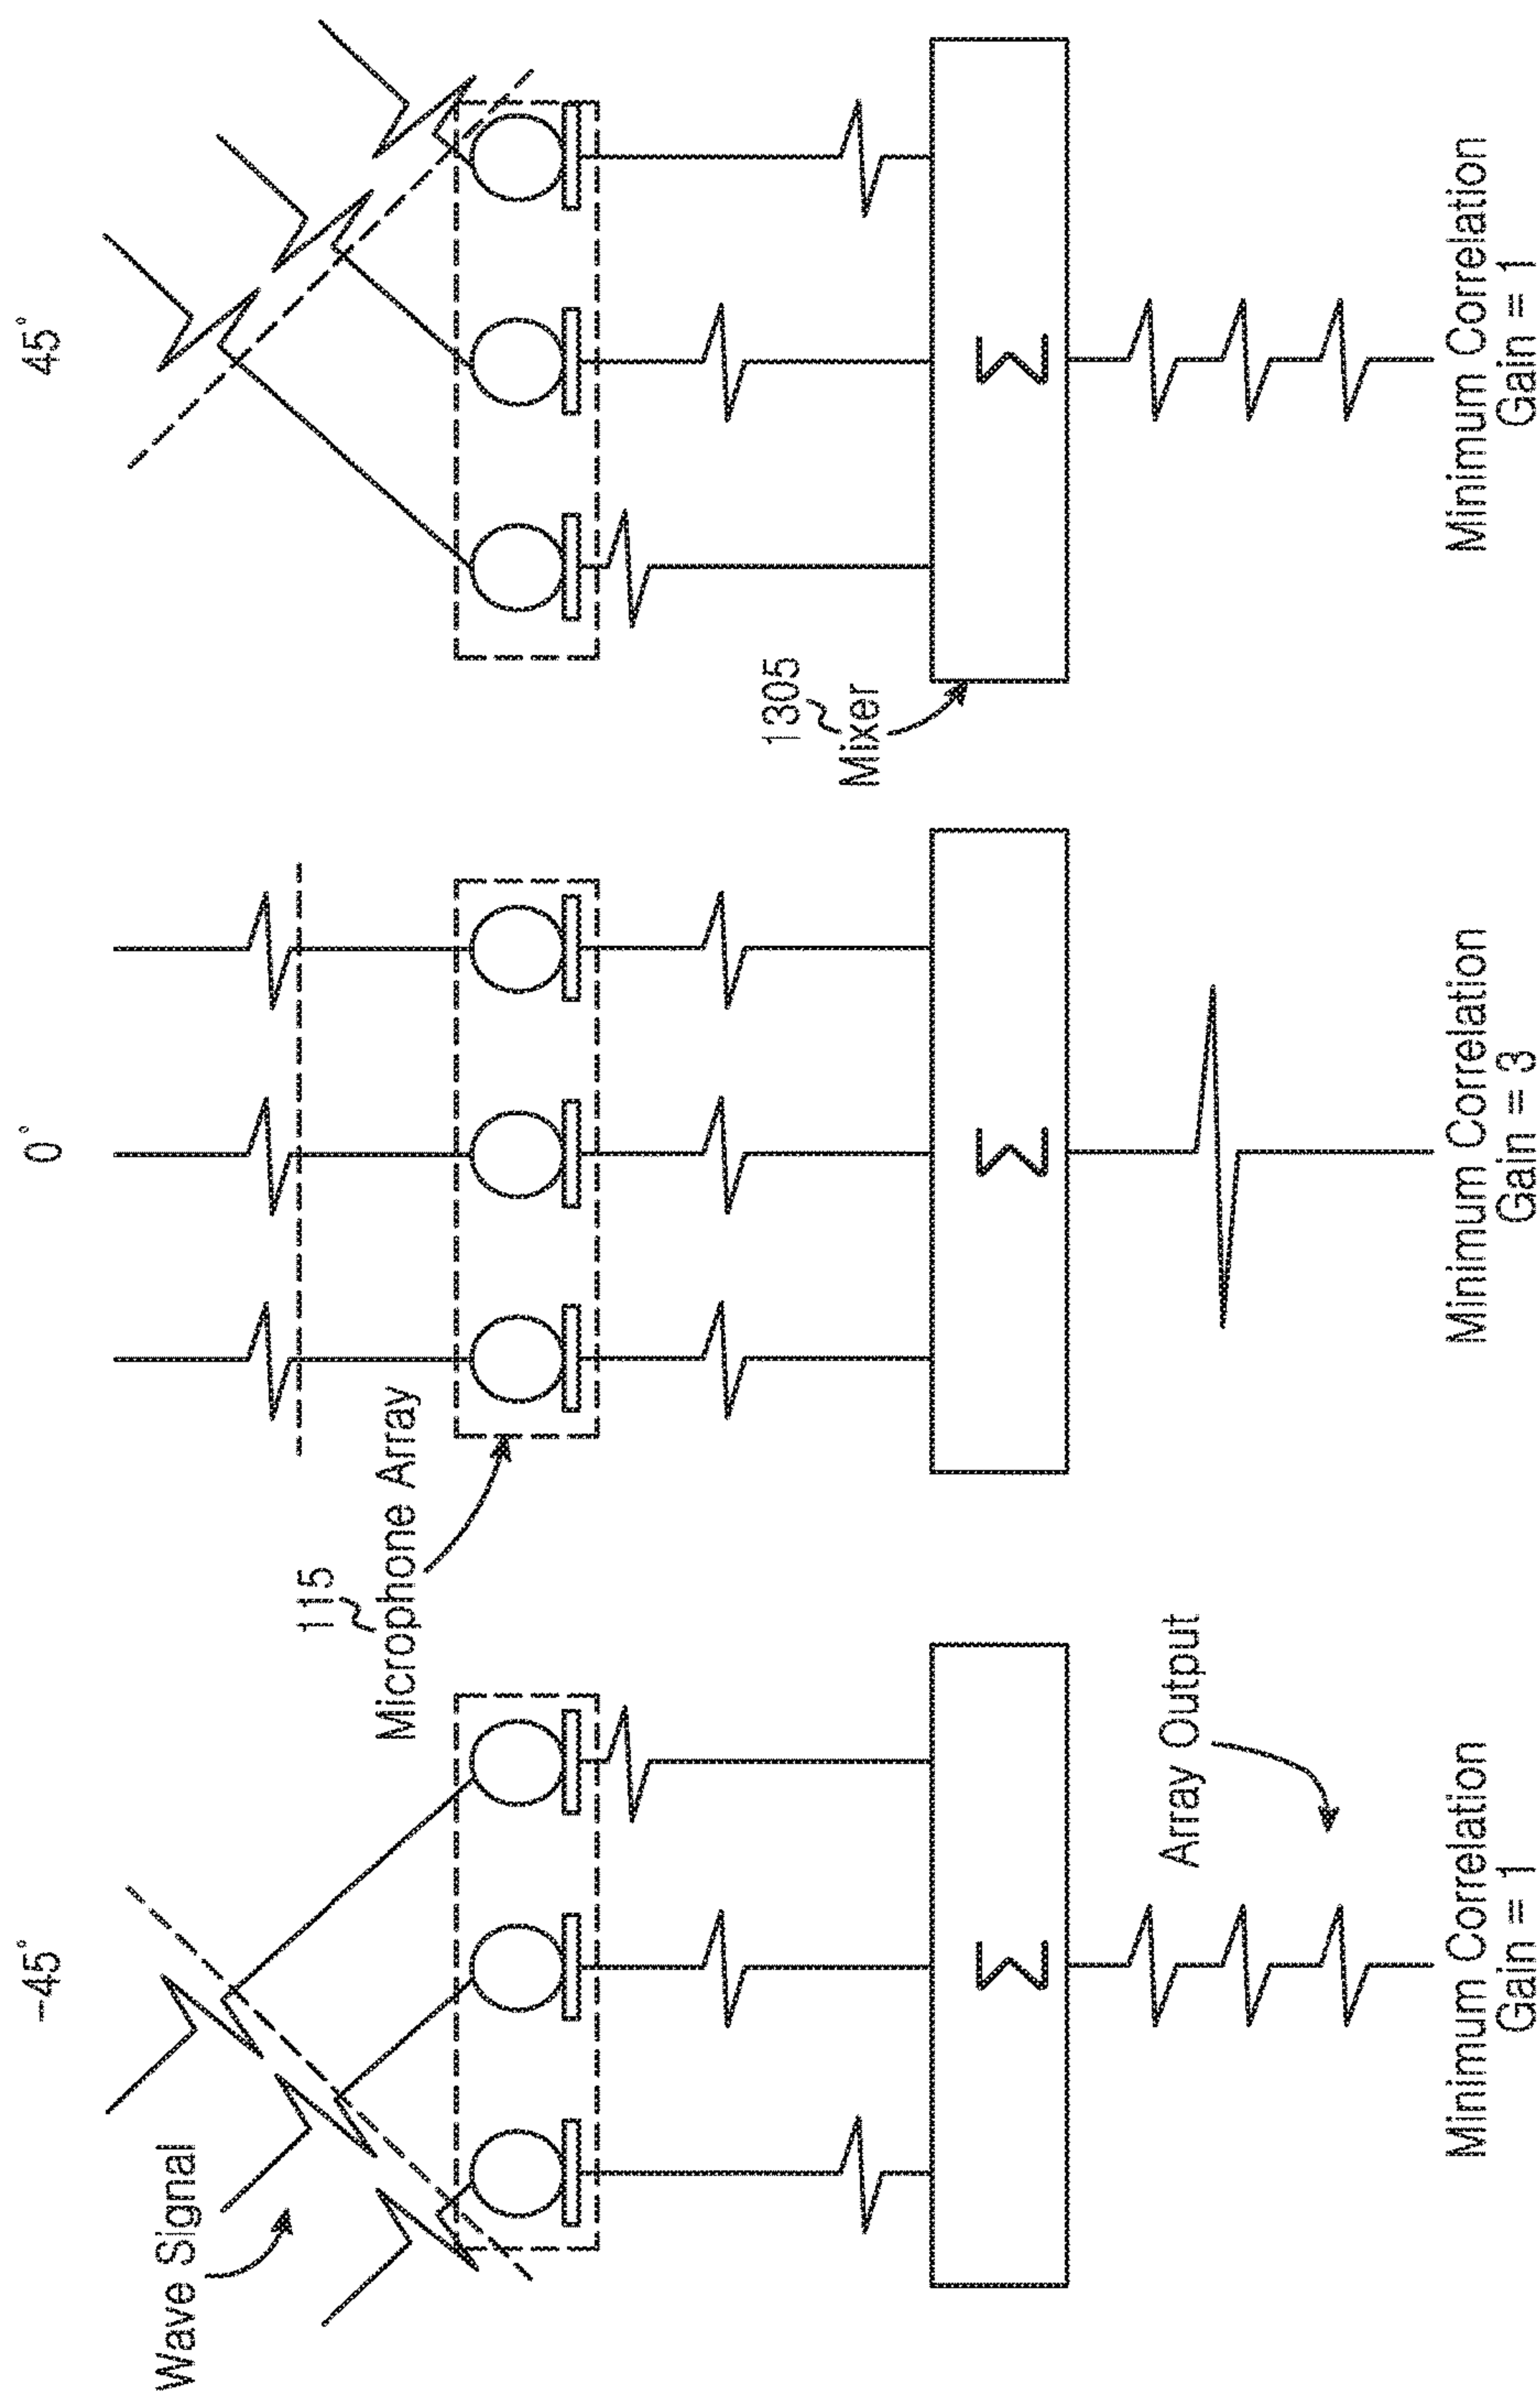 -45°
0°
45°
Wave Signal
115
Microphone Array
1305
Mixer
Σ
Σ
Σ
Array Output
Minimum Correlation
Gain = 1
Minimum Correlation
Gain = 3
Minimum Correlation
Gain = 1